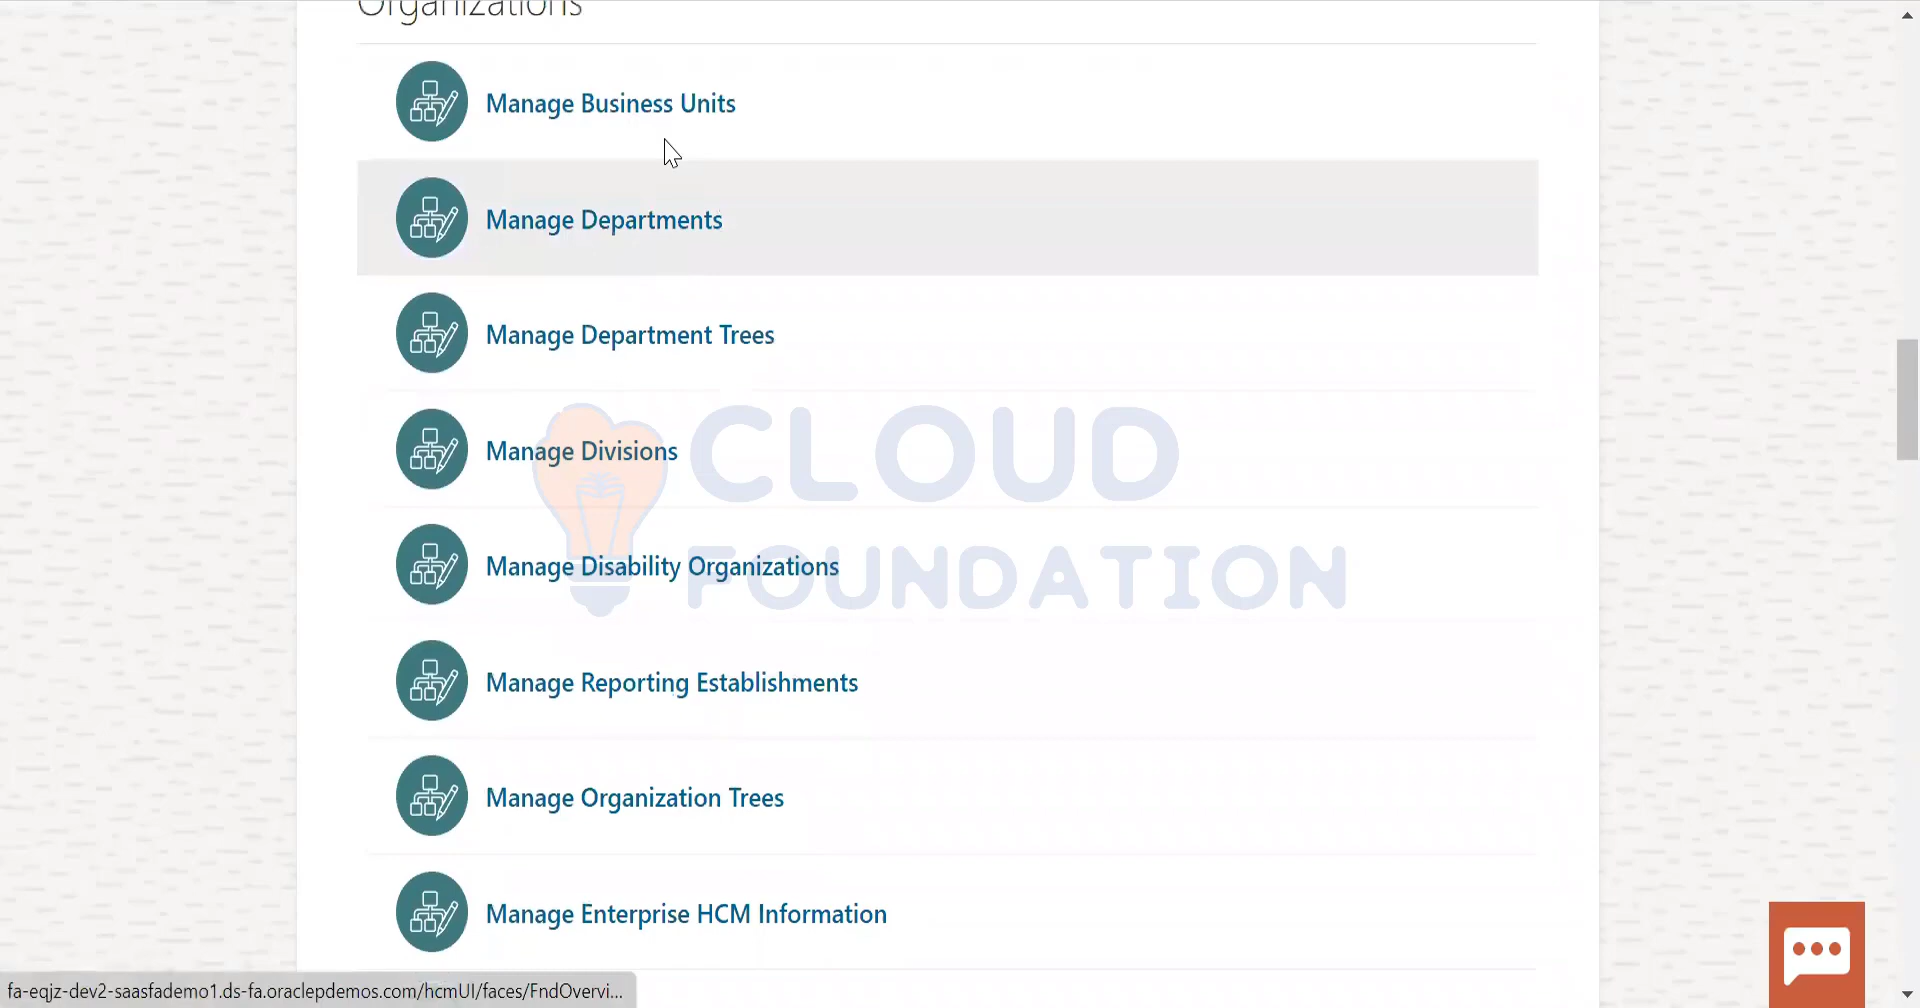 Organizations
Manage Business Units
Manage Departments
Manage Department Trees
Manage Divisions
CLOUD
FOUNDATION
Manage Disability Organizations
Manage Reporting Establishments
Manage Organization Trees
Manage Enterprise HCM Information
fa-eqjz-dev2-saasfademo1.ds-fa.oraclepdemos.com/hcmUI/faces/FndOvervi...